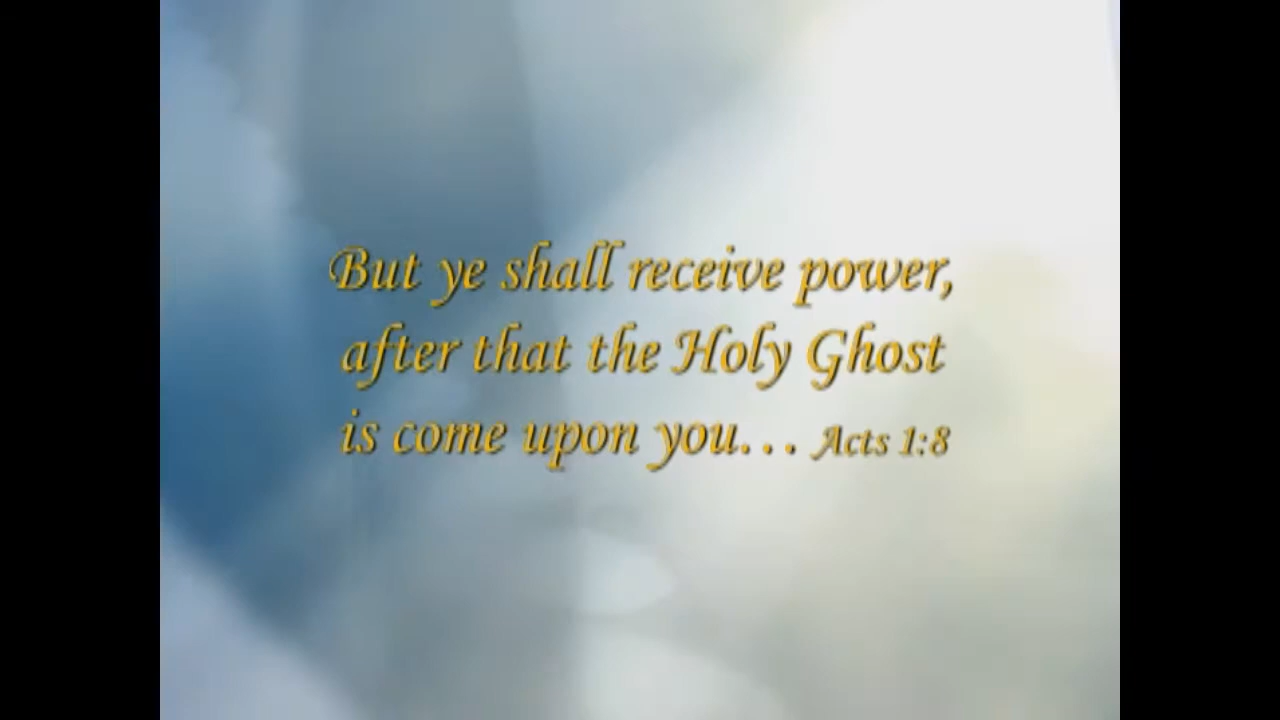 But ye shall receive power,
after that the Holy Ghost
is come upon you... Acts 1:8